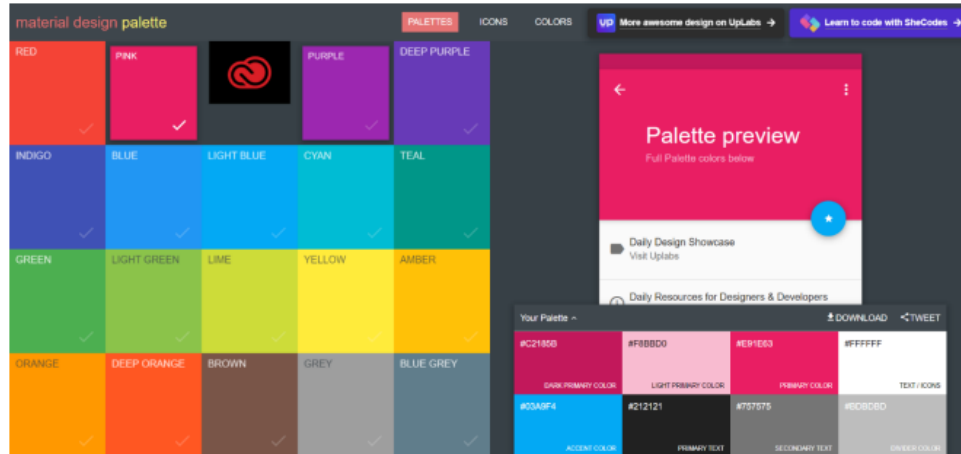 material design palette
PALETTES
ICONS
COLORS
UP More awesome design on UpLabs →
Learn to code with SheCodes →
RED
PINK
PURPLE
DEEP PURPLE
INDIGO
BLUE
LIGHT BLUE
CYAN
TEAL
GREEN
LIGHT GREEN
LIME
YELLOW
AMBER
ORANGE
DEEP ORANGE
BROWN
GREY
BLUE GREY
Palette preview
Full Palette colors below
Daily Design Showcase
Visit Uplabs
Daily Resources for Designers & Developers
Your Palette
DOWNLOAD
TWEET
#C2185B
DARK PRIMARY COLOR
#F8BBD0
LIGHT PRIMARY COLOR
#E91E63
PRIMARY COLOR
#FFFFFF
TEXT / ICONS
#03A9F4
ACCENT COLOR
#212121
PRIMARY TEXT
#757575
SECONDARY TEXT
#BDBDBD
DIVIDER COLOR